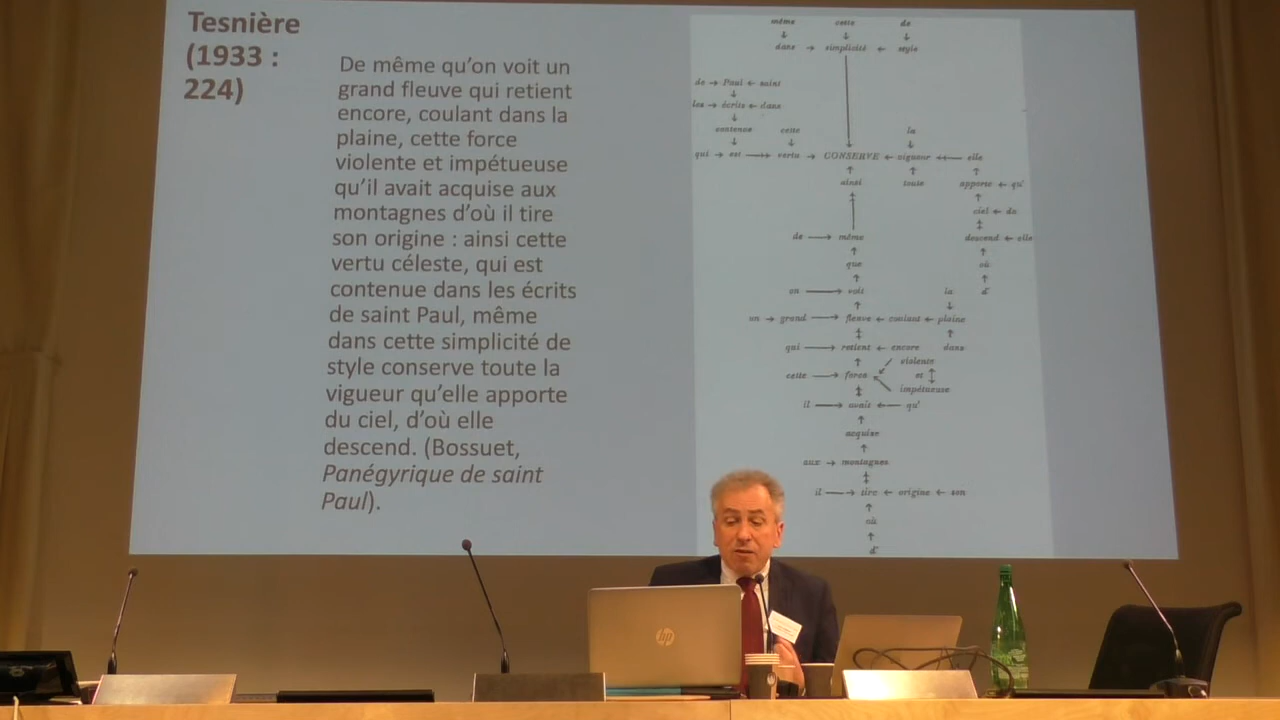 Tesnière
(1933 :
224)
De même qu'on voit un
grand fleuve qui retient
encore, coulant dans la
plaine, cette force
violente et impétueuse
qu'il avait acquise aux
montagnes d'où il tire
son origine : ainsi cette
vertu céleste, qui est
contenue dans les écrits
de saint Paul, même
dans cette simplicité de
style conserve toute la
vigueur qu'elle apporte
du ciel, d'où elle
descend. (Bossuet,
Panégyrique de saint
Paul).
même cette de
dans → simplicité ← style
de → Paul ← saint
les → écrits ← dans
contenue cette la
qui → est → vertu → CONSERVE ← vigueur ← elle
ainsi toute apporte ← qu'
ciel ← du
de → même descend ← elle
que où
on → voit la d'
un → grand → fleuve ← coulant ← plaine
qui → retient ← encore dans
violente
cette → force et
impétueuse
il → avait ← qu'
acquise
aux → montagnes
il → tire ← origine ← son
où
d'
hp